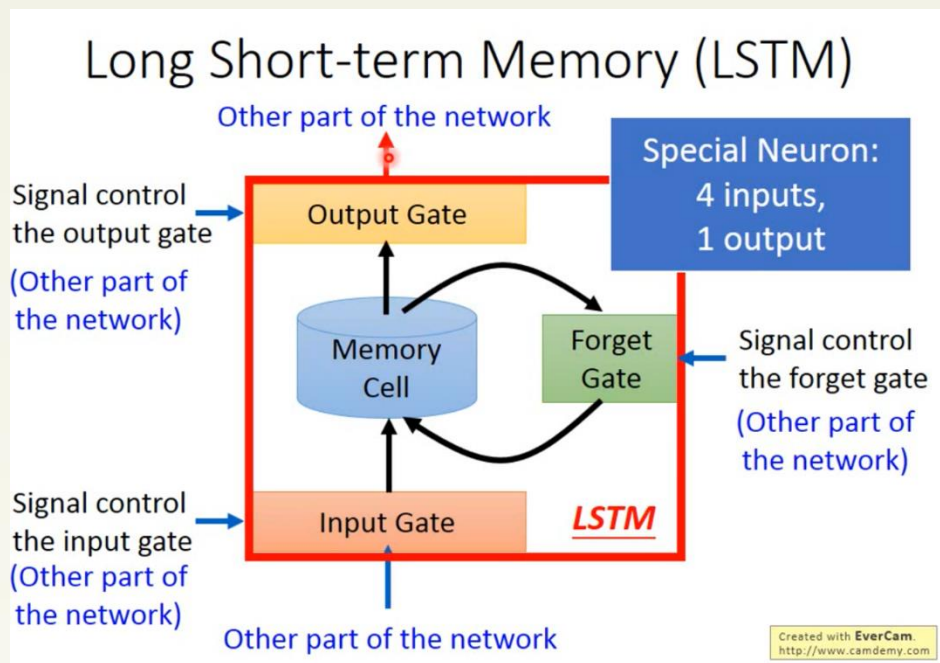 Long Short-term Memory (LSTM)
Other part of the network
Special Neuron:
4 inputs,
1 output
Signal control
the output gate
(Other part of
the network)
Output Gate
Memory
Cell
Forget
Gate
Signal control
the forget gate
(Other part of
the network)
Signal control
the input gate
(Other part of
the network)
Input Gate
LSTM
Other part of the network
Created with EverCam.
http://www.camdemy.com